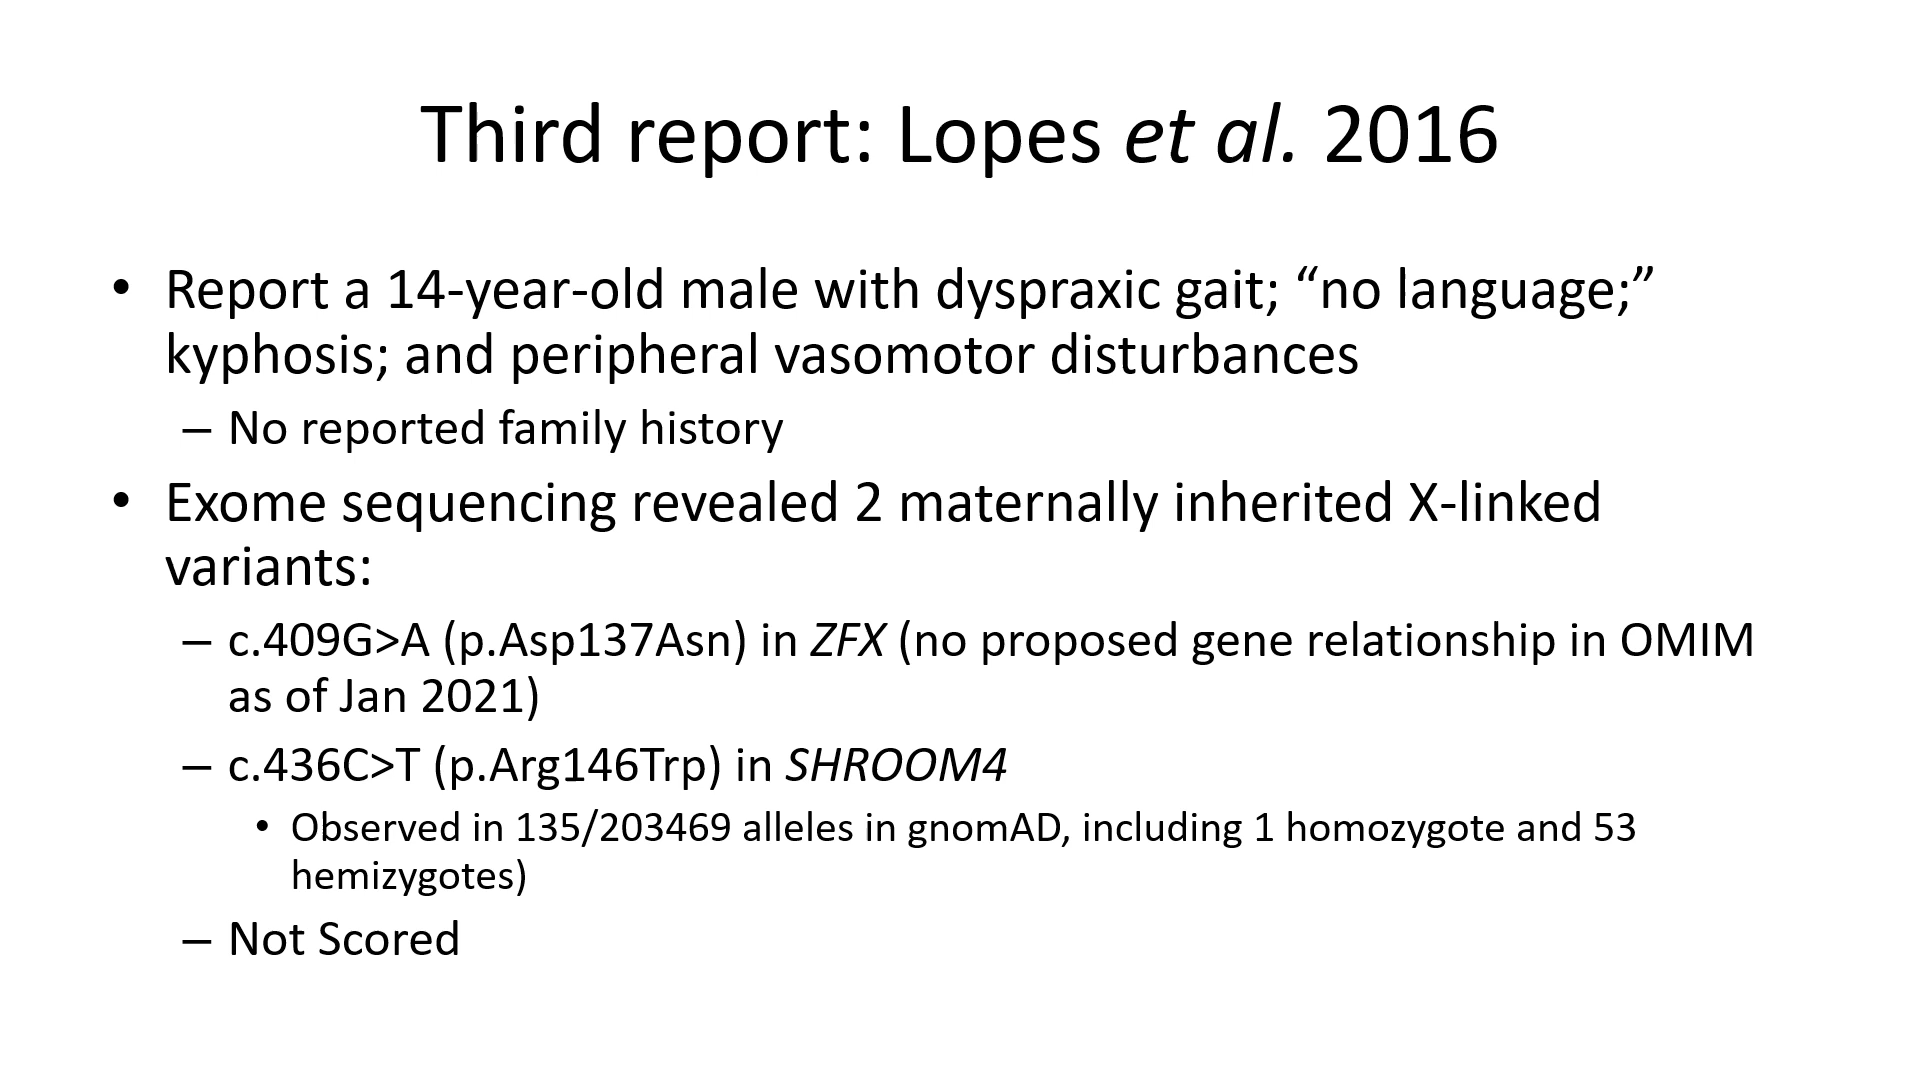 Third report: Lopes et al. 2016
• Report a 14-year-old male with dyspraxic gait; “no language;”
kyphosis; and peripheral vasomotor disturbances
– No reported family history
• Exome sequencing revealed 2 maternally inherited X-linked
variants:
– c.409G>A (p.Asp137Asn) in ZFX (no proposed gene relationship in OMIM
as of Jan 2021)
– c.436C>T (p.Arg146Trp) in SHROOM4
• Observed in 135/203469 alleles in gnomAD, including 1 homozygote and 53
hemizygotes)
– Not Scored